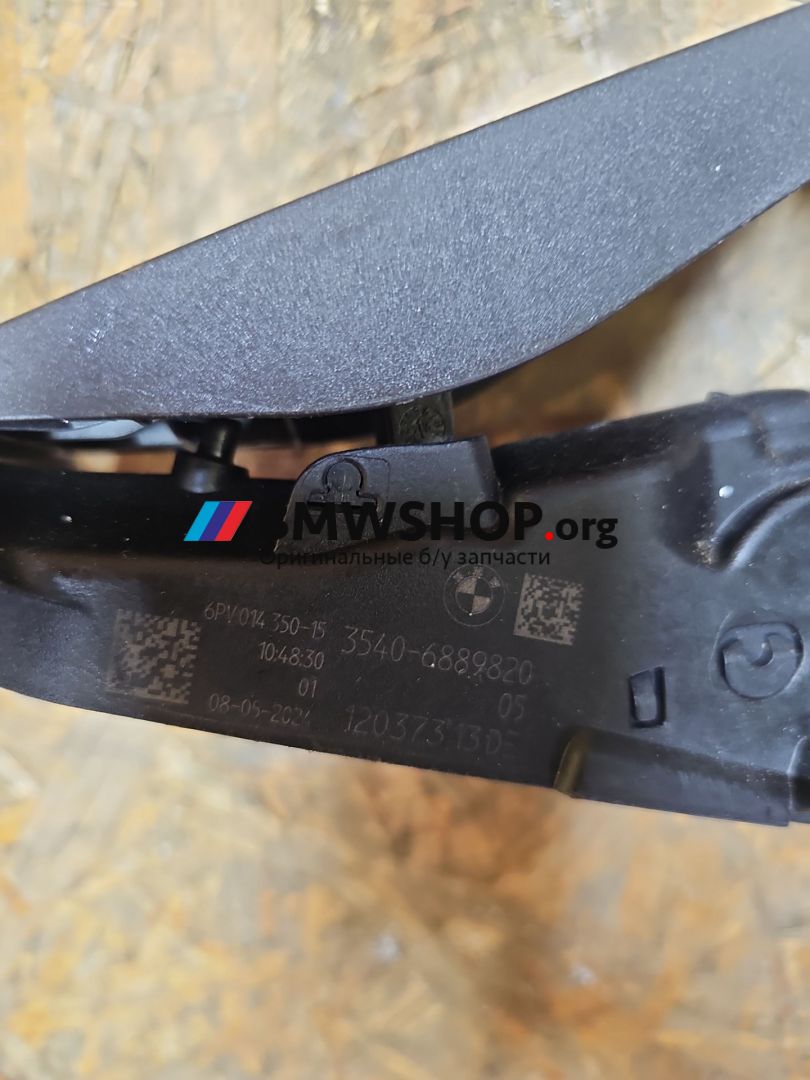 BMWSHOP.org
Оригинальные б/у запчасти
6PV 014 350-15
10:48:30
01
08-05-2024
3540-6889820
05
120373 13 DE